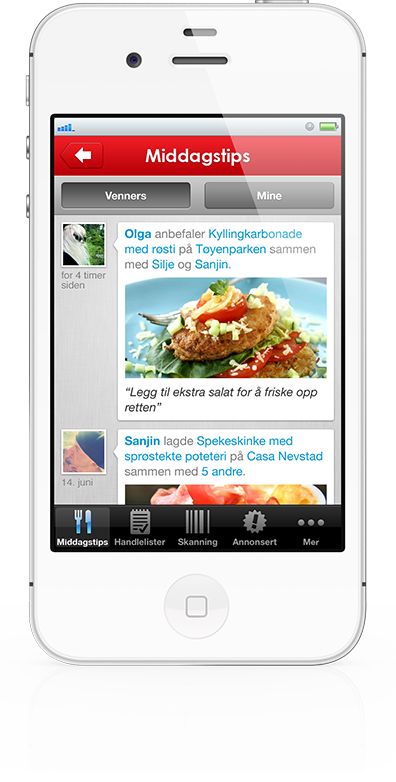 Middagstips
Venners
Mine
Olga anbefaler Kyllingkarbonade
med rosti på Tøyenparken sammen
med Silje og Sanjin.
for 4 timer
siden
"Legg til ekstra salat for å friske opp
retten"
Sanjin lagde Spekeskinke med
sprøstekte poteteri på Casa Nevstad
sammen med 5 andre.
14. juni
Middagstips
Handlelister
Skanning
Annonsert
Mer